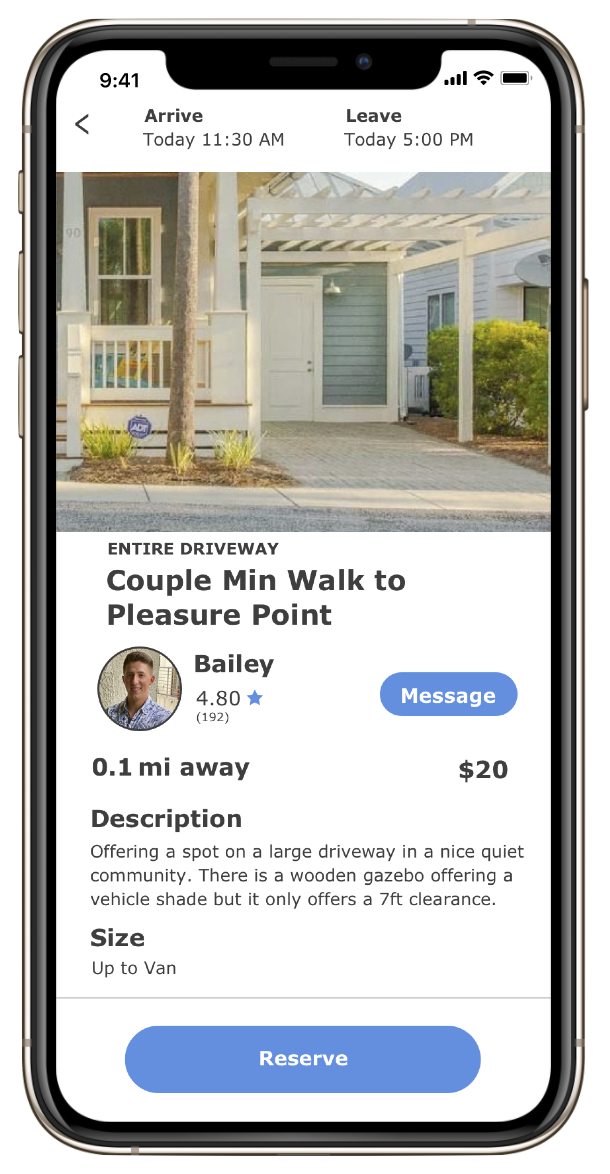 9:41
Arrive Leave
Today 11:30 AM Today 5:00 PM
90
ADT
ENTIRE DRIVEWAY
Couple Min Walk to
Pleasure Point
Bailey
4.80
(192)
Message
0.1 mi away $20
Description
Offering a spot on a large driveway in a nice quiet
community. There is a wooden gazebo offering a
vehicle shade but it only offers a 7ft clearance.
Size
Up to Van
Reserve